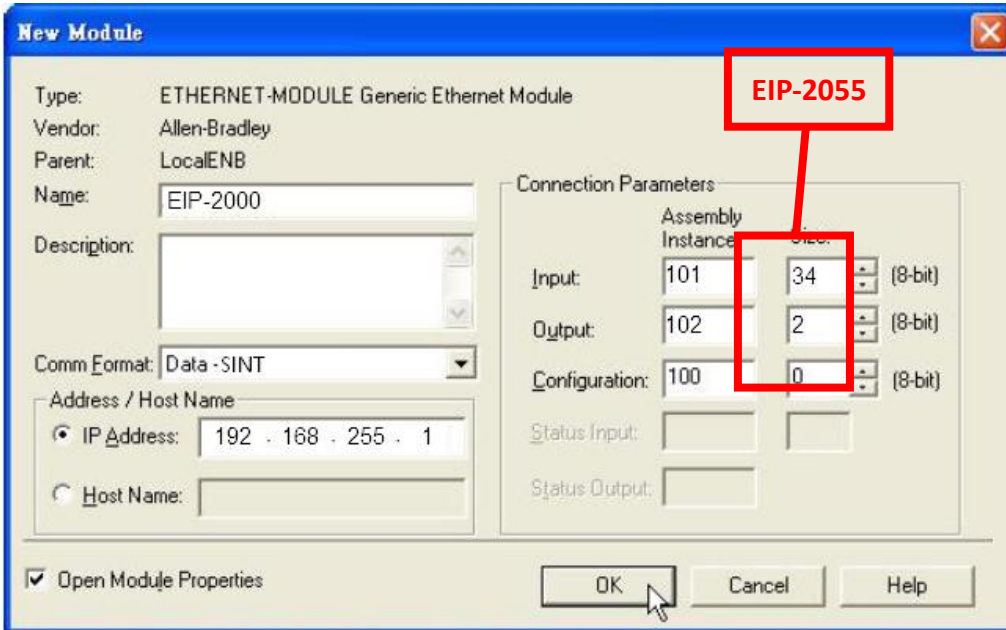 New Module
EIP-2055
Type: ETHERNET-MODULE Generic Ethernet Module
Vendor: Allen-Bradley
Parent: LocalENB
Name: EIP-2000
Description:
Comm Format: Data -SINT
Address / Host Name
IP Address: 192 . 168 . 255 . 1
Host Name:
Connection Parameters
Assembly
Instance
Input: 101 34 (8-bit)
Output: 102 2 (8-bit)
Configuration: 100 0 (8-bit)
Status Input:
Status Output:
Open Module Properties
OK Cancel Help